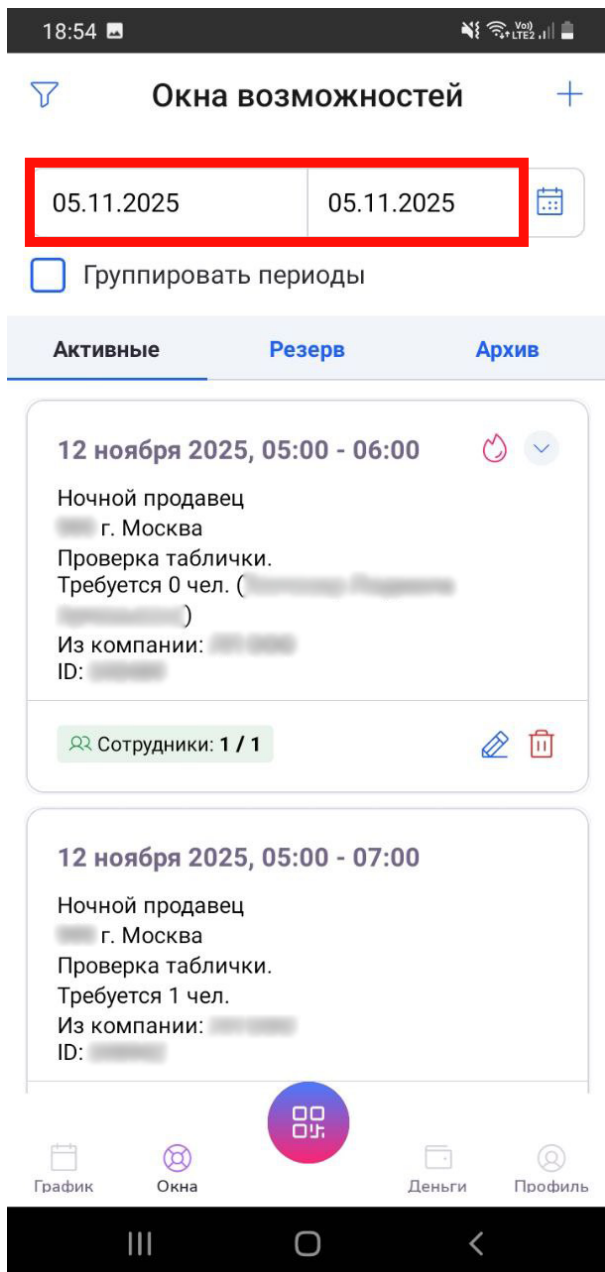 18:54
Vo)) LTE2
Окна возможностей
05.11.2025 05.11.2025
Группировать периоды
Активные Резерв Архив
12 ноября 2025, 05:00 - 06:00
Ночной продавец
г. Москва
Проверка таблички.
Требуется 0 чел. (
)
Из компании:
ID:
Сотрудники: 1 / 1
12 ноября 2025, 05:00 - 07:00
Ночной продавец
г. Москва
Проверка таблички.
Требуется 1 чел.
Из компании:
ID:
График Окна Деньги Профиль